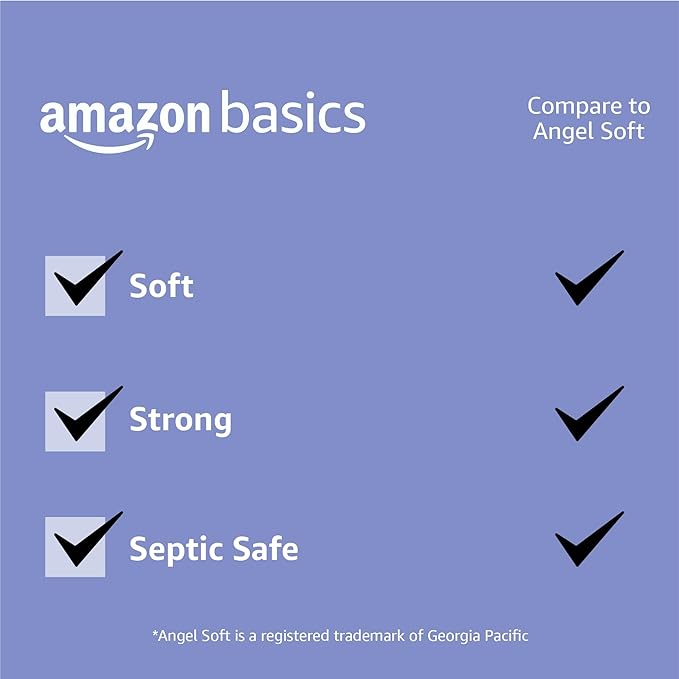 amazon basics
Compare to
Angel Soft
Soft
Strong
Septic Safe
*Angel Soft is a registered trademark of Georgia Pacific